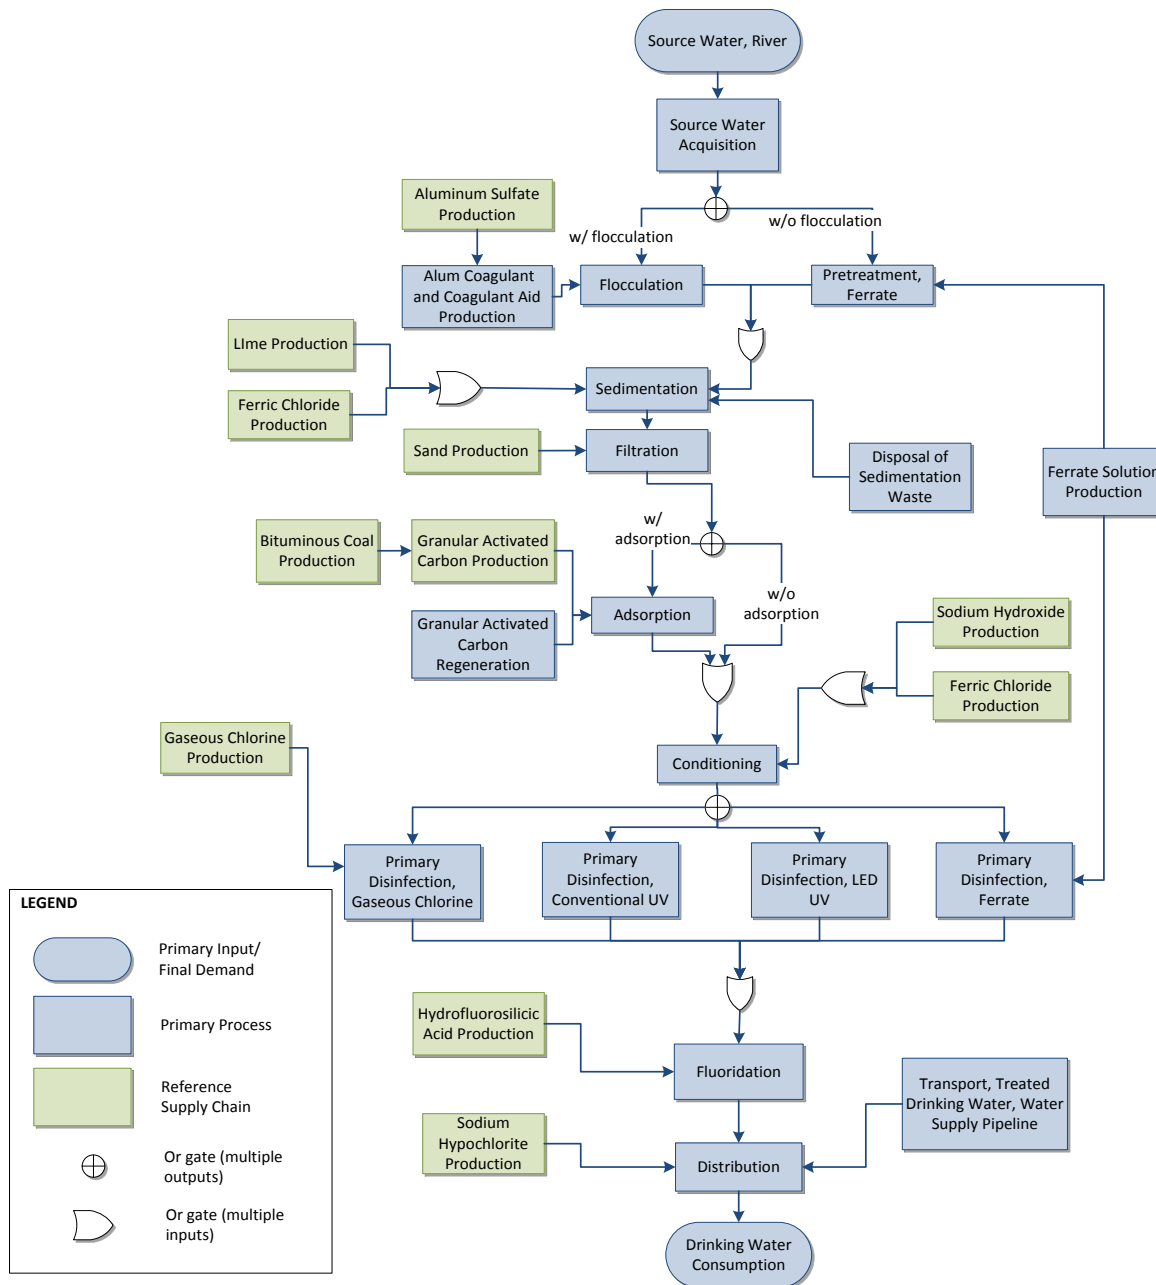 Source Water, River
Source Water
Acquisition
Aluminum Sulfate
Production
w/ flocculation
w/o flocculation
Alum Coagulant
and Coagulant Aid
Production
Flocculation
Pretreatment,
Ferrate
LIme Production
Ferric Chloride
Production
Sedimentation
Sand Production
Filtration
Disposal of
Sedimentation
Waste
Ferrate Solution
Production
Bituminous Coal
Production
Granular Activated
Carbon Production
w/
adsorption
w/o
adsorption
Granular Activated
Carbon
Regeneration
Adsorption
Sodium Hydroxide
Production
Ferric Chloride
Production
Gaseous Chlorine
Production
Conditioning
Primary
Disinfection,
Gaseous Chlorine
Primary
Disinfection,
Conventional UV
Primary
Disinfection, LED
UV
Primary
Disinfection,
Ferrate
LEGEND
Primary Input/
Final Demand
Primary Process
Reference
Supply Chain
Or gate (multiple
outputs)
Or gate (multiple
inputs)
Hydrofluorosilicic
Acid Production
Fluoridation
Transport, Treated
Drinking Water, Water
Supply Pipeline
Sodium
Hypochlorite
Production
Distribution
Drinking Water
Consumption